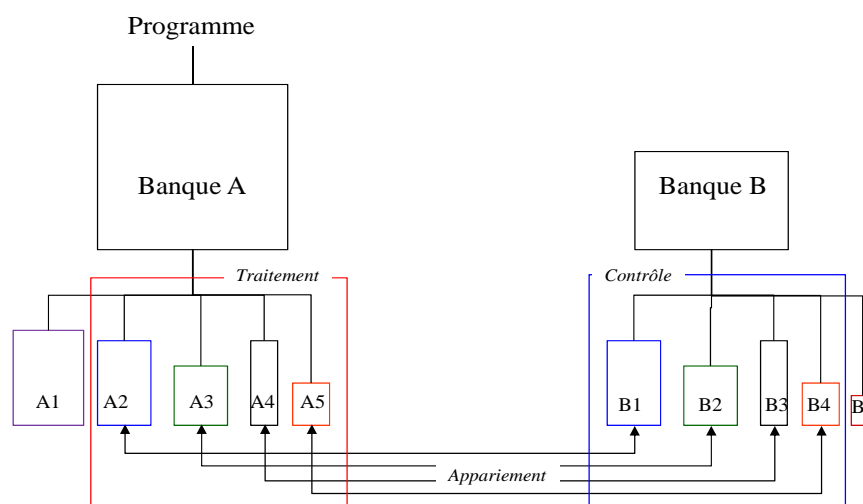 Programme
Banque A
Banque B
Traitement
Contrôle
A1 A2 A3 A4 A5
B1 B2 B3 B4 B
Appariement